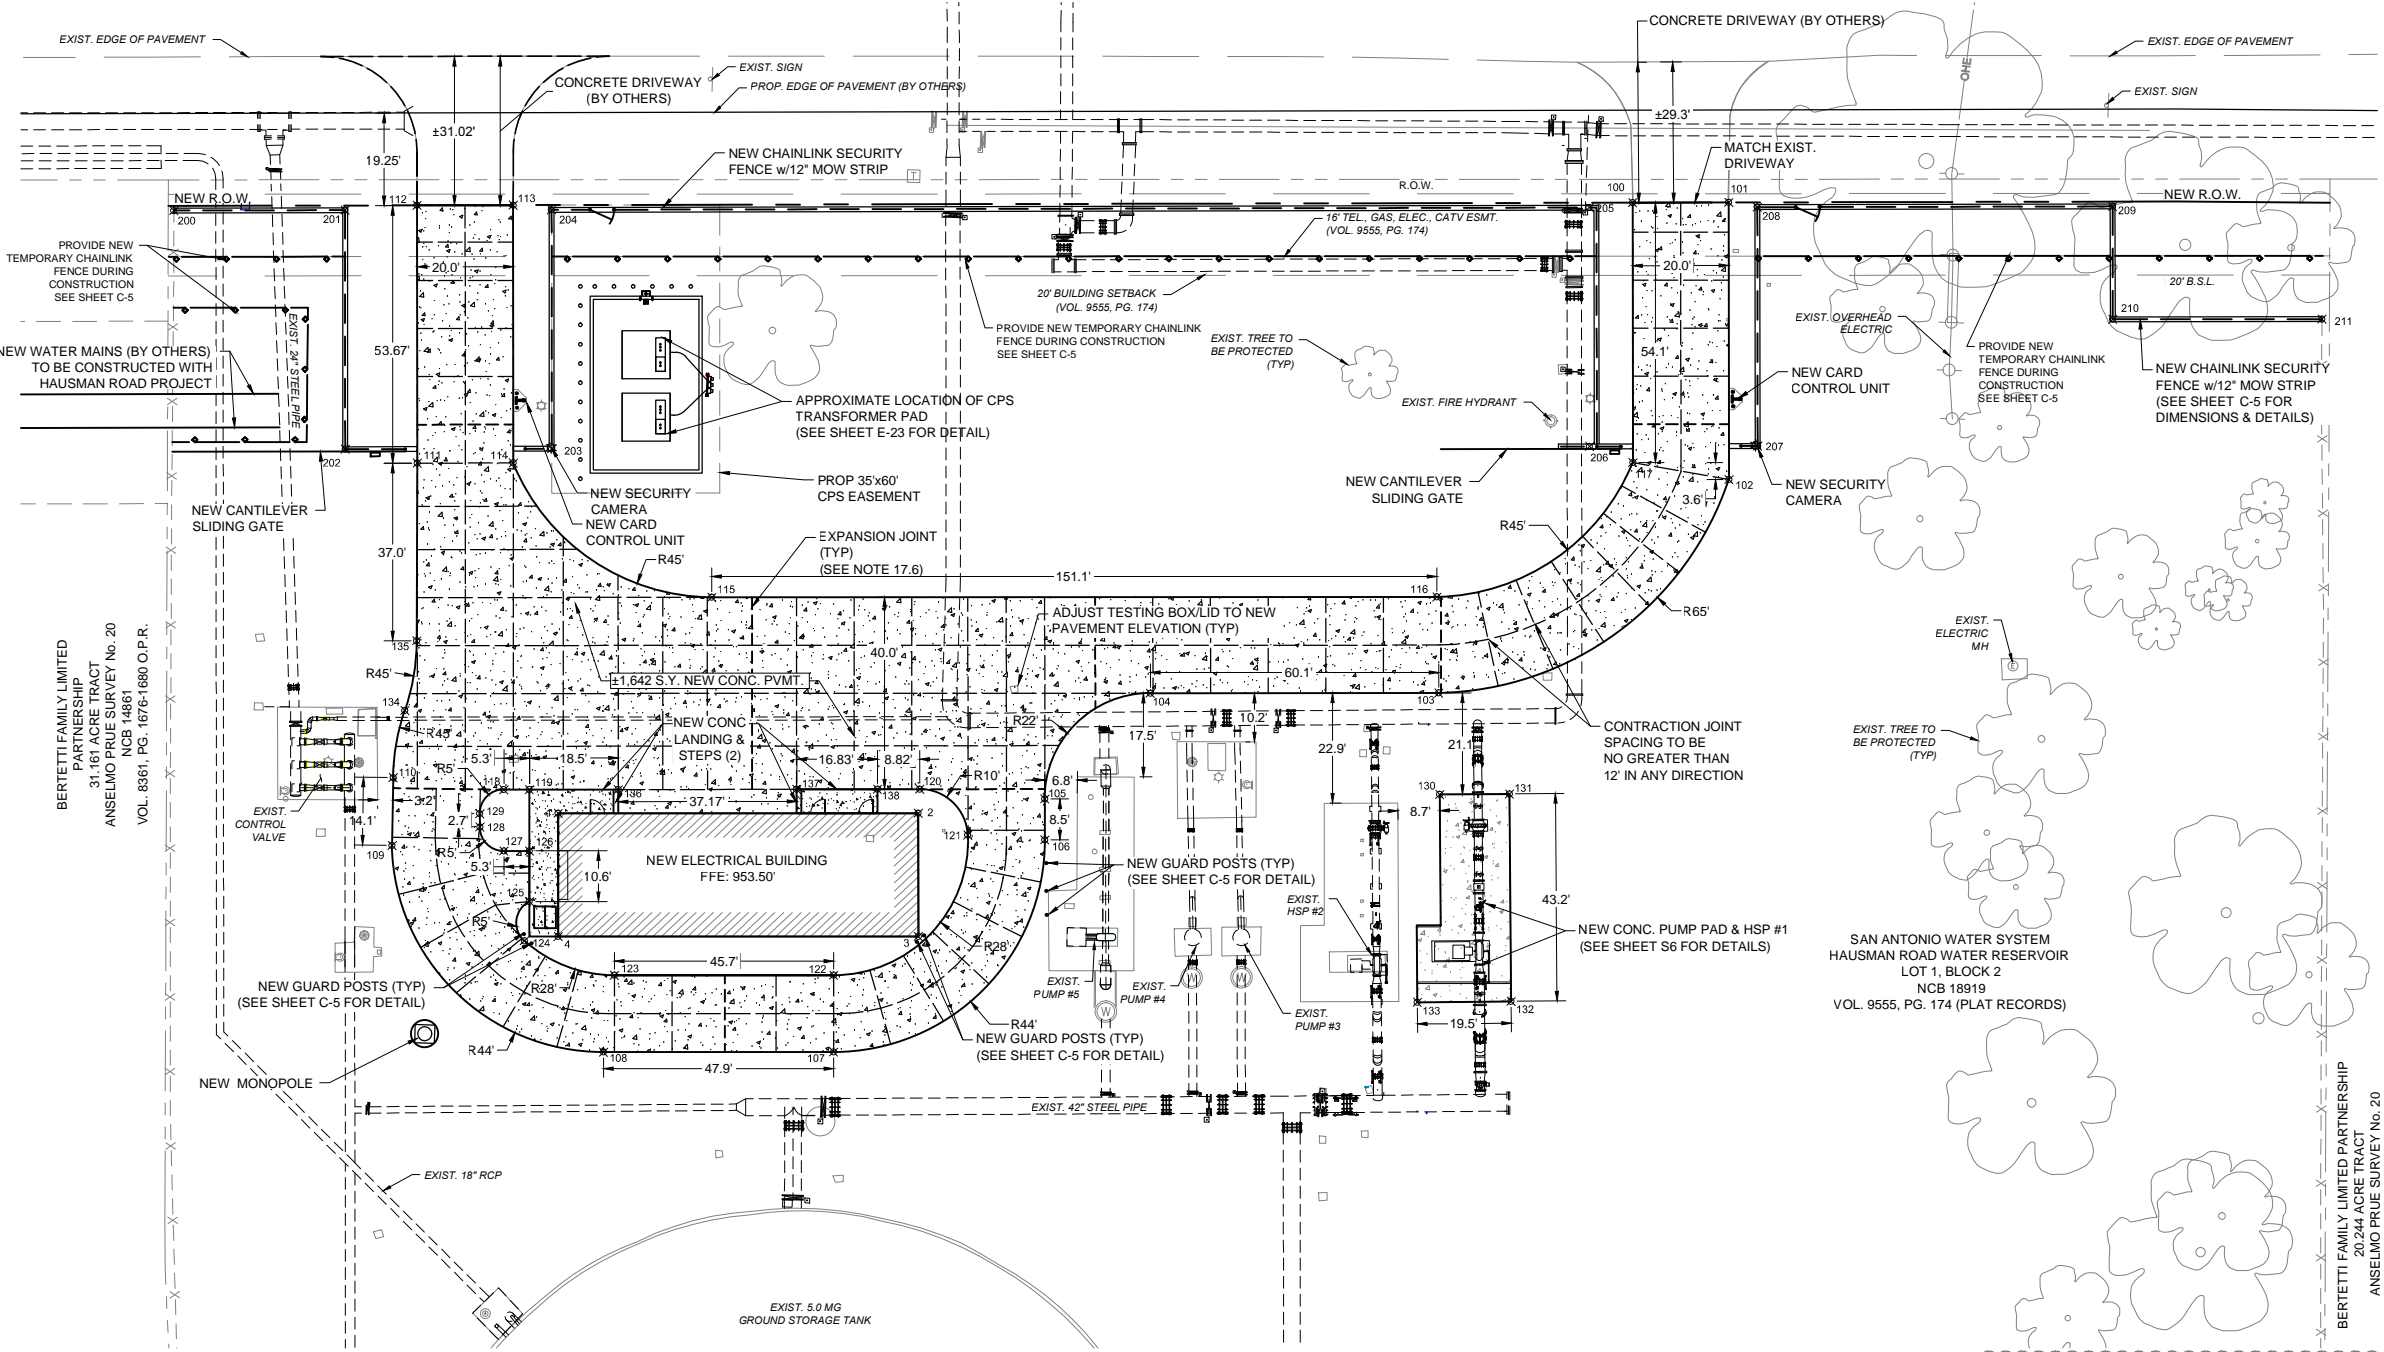 EXIST. EDGE OF PAVEMENT
EXIST. SIGN
PROP. EDGE OF PAVEMENT (BY OTHERS)
CONCRETE DRIVEWAY
(BY OTHERS)
±31.02'
19.25'
CONCRETE DRIVEWAY (BY OTHERS)
±29.3'
OHE
EXIST. EDGE OF PAVEMENT
EXIST. SIGN
NEW CHAINLINK SECURITY
FENCE w/12" MOW STRIP
T
MATCH EXIST.
DRIVEWAY
R.O.W.
NEW R.O.W.
NEW R.O.W.
200
201
112
113
204
205
100
101
208
209
PROVIDE NEW
TEMPORARY CHAINLINK
FENCE DURING
CONSTRUCTION
SEE SHEET C-5
20.0'
16' TEL., GAS, ELEC., CATV ESMT.
(VOL. 9555, PG. 174)
20' BUILDING SETBACK
(VOL. 9555, PG. 174)
20.0'
20' B.S.L.
210
211
EXIST. 24" STEEL PIPE
NEW WATER MAINS (BY OTHERS)
TO BE CONSTRUCTED WITH
HAUSMAN ROAD PROJECT
53.67'
PROVIDE NEW TEMPORARY CHAINLINK
FENCE DURING CONSTRUCTION
SEE SHEET C-5
EXIST. TREE TO
BE PROTECTED
(TYP)
54.1'
EXIST. OVERHEAD
ELECTRIC
PROVIDE NEW
TEMPORARY CHAINLINK
FENCE DURING
CONSTRUCTION
SEE SHEET C-5
NEW CHAINLINK SECURITY
FENCE w/12" MOW STRIP
(SEE SHEET C-5 FOR
DIMENSIONS & DETAILS)
NEW CARD
CONTROL UNIT
APPROXIMATE LOCATION OF CPS
TRANSFORMER PAD
(SEE SHEET E-23 FOR DETAIL)
EXIST. FIRE HYDRANT
202
111
114
203
206
117
207
102
3.6'
PROP 35'x60'
CPS EASEMENT
NEW SECURITY
CAMERA
NEW CARD
CONTROL UNIT
NEW CANTILEVER
SLIDING GATE
NEW CANTILEVER
SLIDING GATE
NEW SECURITY
CAMERA
37.0'
EXPANSION JOINT
(TYP)
(SEE NOTE 17.6)
R45'
R45'
151.1'
115
116
R65'
ADJUST TESTING BOX/LID TO NEW
PAVEMENT ELEVATION (TYP)
EXIST.
ELECTRIC
MH
E
BERTETTI FAMILY LIMITED
PARTNERSHIP
31.161 ACRE TRACT
ANSELMO PRUE SURVEY No. 20
NCB 14861
VOL. 8361, PG. 1676-1680 O.P.R.
135
R45'
40.0'
±1,642 S.Y. NEW CONC. PVMT.
60.1'
134
R45'
NEW CONC
LANDING &
STEPS (2)
R22'
104
103
10.2'
17.5'
22.9'
21.1'
CONTRACTION JOINT
SPACING TO BE
NO GREATER THAN
12' IN ANY DIRECTION
EXIST. TREE TO
BE PROTECTED
(TYP)
5.3'
18.5'
16.83'
8.82'
R5'
110
118
119
136
137
138
120
R10'
6.8'
105
37.17'
3.2'
14.1'
EXIST.
CONTROL
VALVE
109
2.7'
129
128
R5'
127
126
1
2
121
8.5'
106
130
131
8.7'
NEW ELECTRICAL BUILDING
FFE: 953.50'
5.3'
10.6'
125
R5'
124
4
3
NEW GUARD POSTS (TYP)
(SEE SHEET C-5 FOR DETAIL)
EXIST.
HSP #2
43.2'
NEW CONC. PUMP PAD & HSP #1
(SEE SHEET S6 FOR DETAILS)
SAN ANTONIO WATER SYSTEM
HAUSMAN ROAD WATER RESERVOIR
LOT 1, BLOCK 2
NCB 18919
VOL. 9555, PG. 174 (PLAT RECORDS)
R28'
45.7'
123
122
R28'
NEW GUARD POSTS (TYP)
(SEE SHEET C-5 FOR DETAIL)
EXIST.
PUMP #5
EXIST.
PUMP #4
W
W
W
EXIST.
PUMP #3
133
132
19.5'
R44'
NEW GUARD POSTS (TYP)
(SEE SHEET C-5 FOR DETAIL)
R44'
108
107
47.9'
NEW MONOPOLE
EXIST. 42" STEEL PIPE
EXIST. 18" RCP
EXIST. 5.0 MG
GROUND STORAGE TANK
BERTETTI FAMILY LIMITED PARTNERSHIP
20.244 ACRE TRACT
ANSELMO PRUE SURVEY No. 20